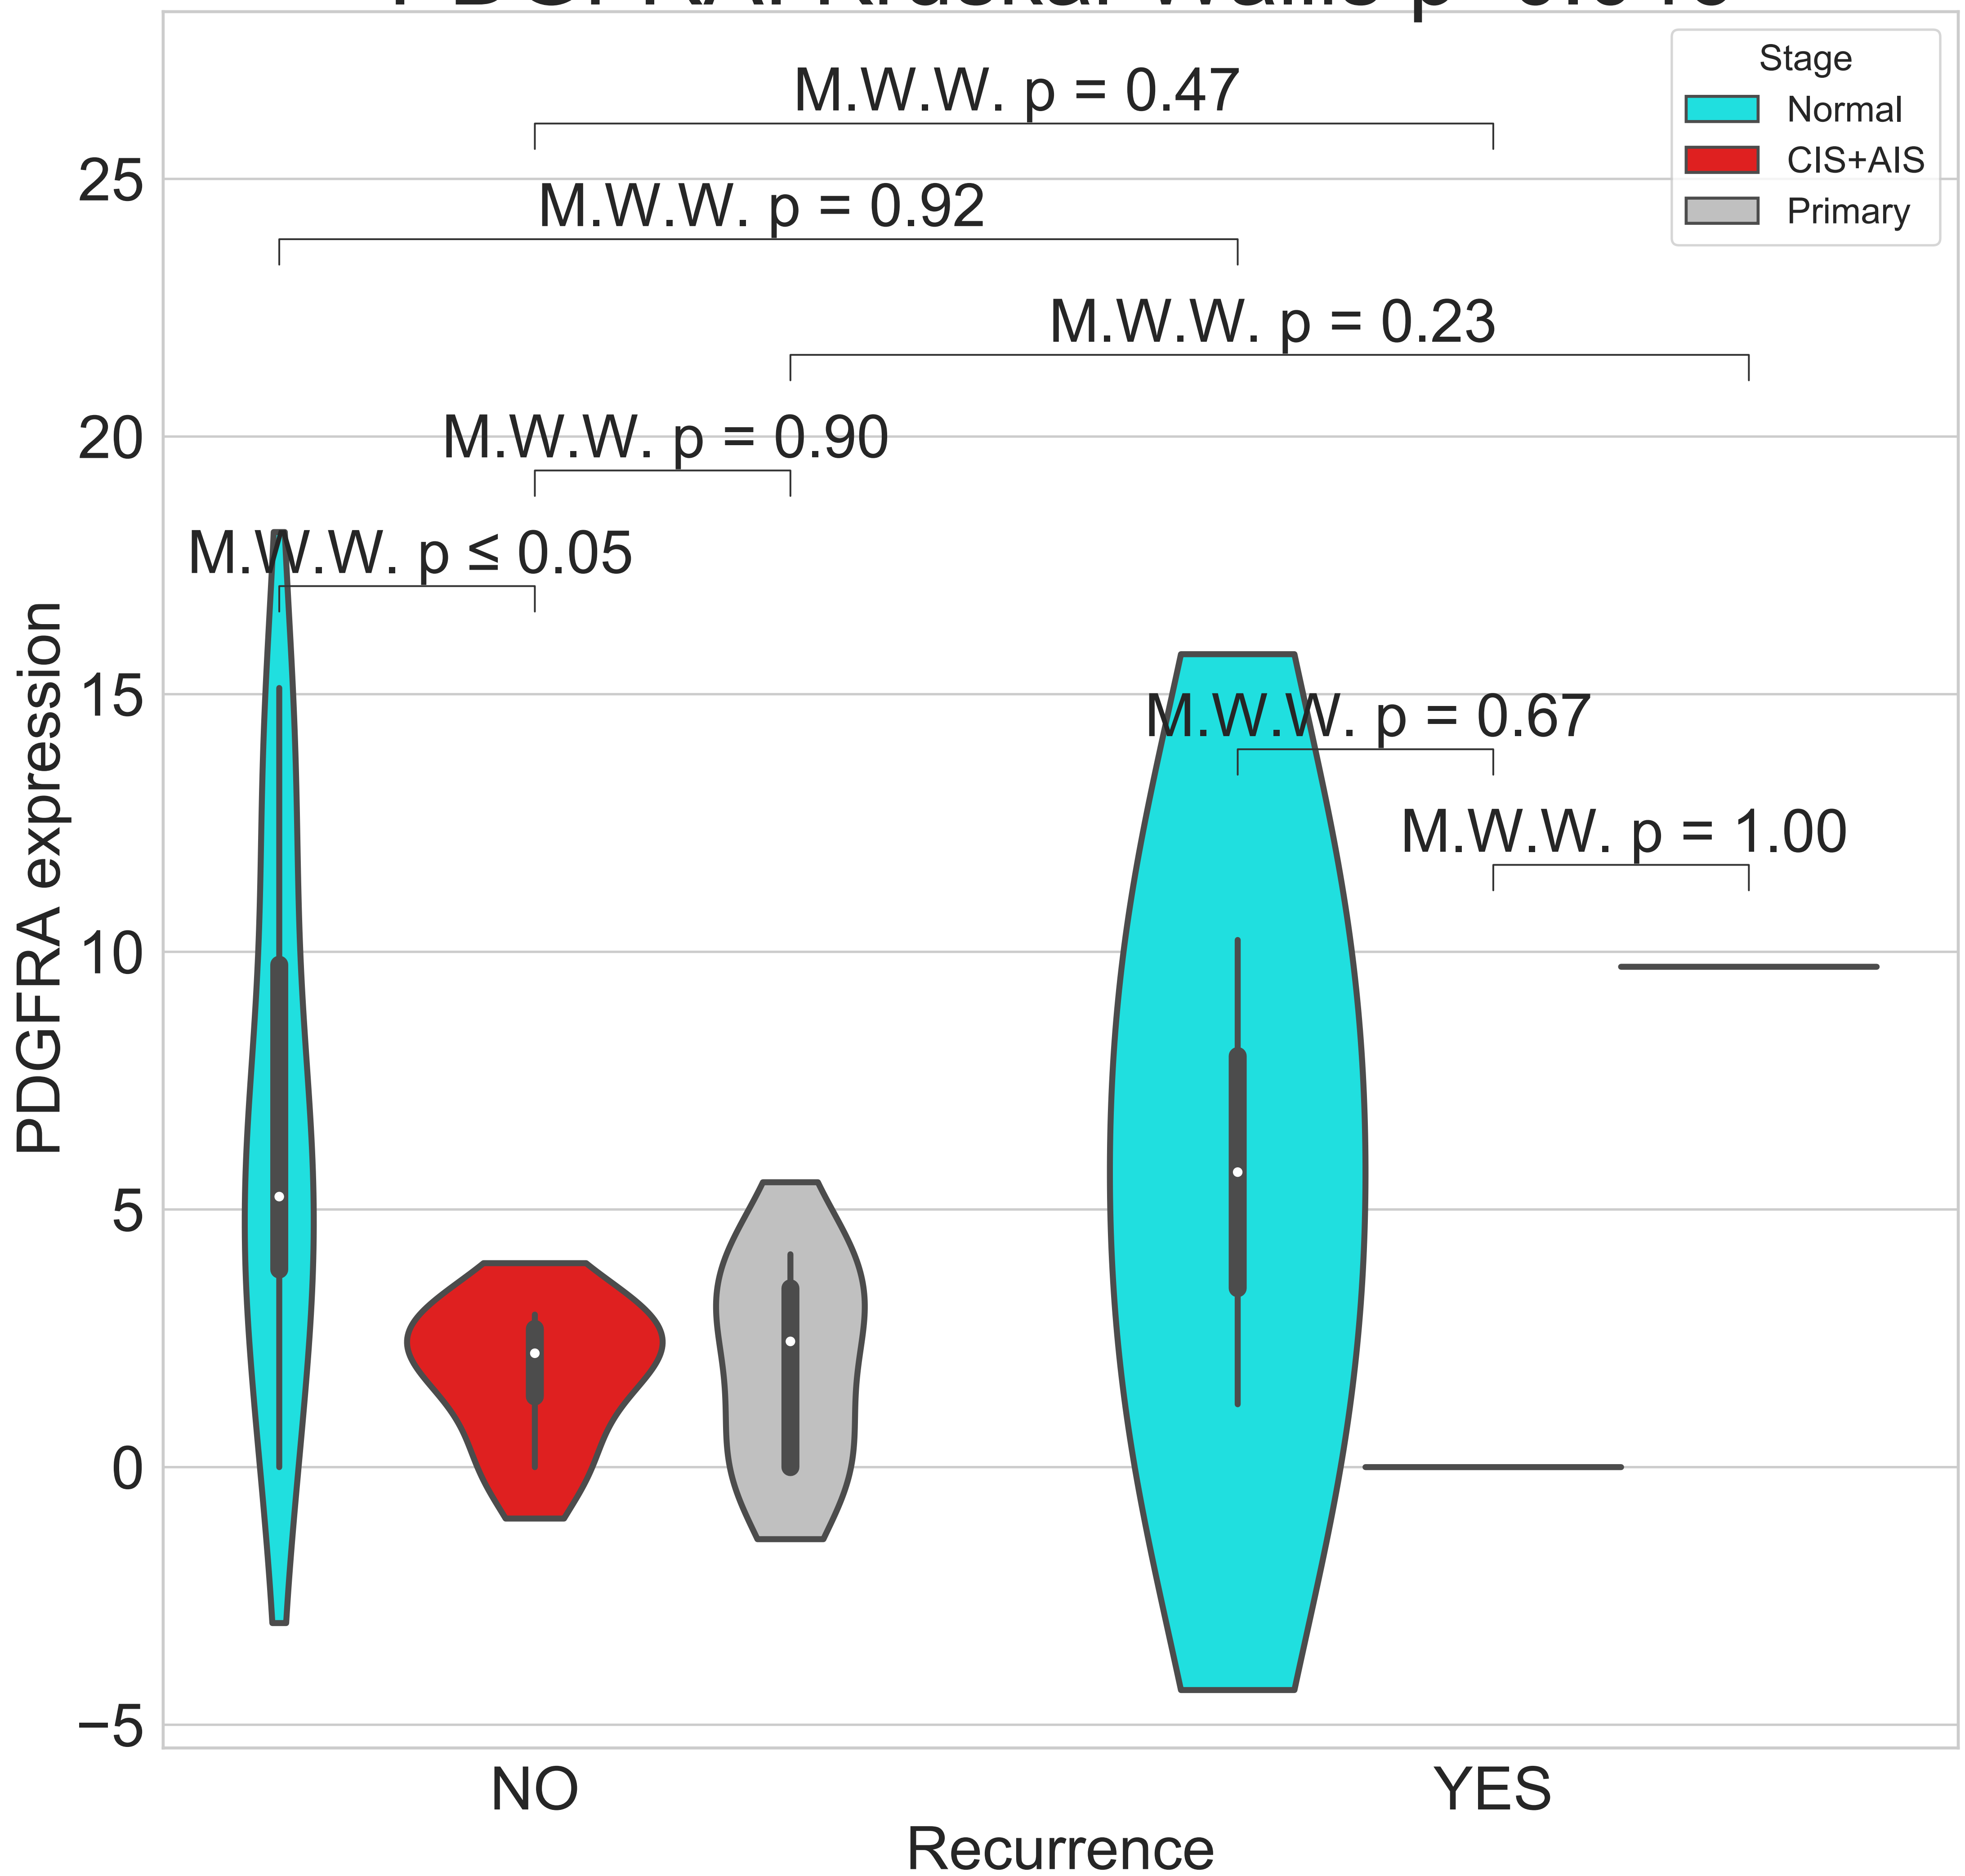 Stage
Normal
CIS+AIS
Primary
M.W.W. p = 0.47
M.W.W. p = 0.92
M.W.W. p = 0.23
M.W.W. p = 0.90
M.W.W. p ≤ 0.05
M.W.W. p = 0.67
M.W.W. p = 1.00
PDGFRA expression
25
20
15
10
5
0
−5
NO
YES
Recurrence